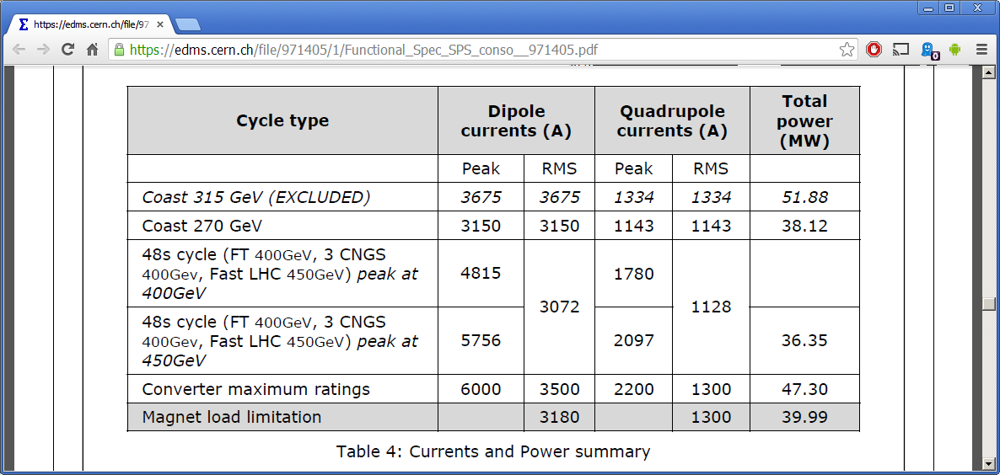 https://edms.cern.ch/file/97
https://edms.cern.ch/file/971405/1/Functional_Spec_SPS_conso__971405.pdf
0
Cycle type
Dipole
currents (A)
Quadrupole
currents (A)
Total
power
(MW)
Peak RMS Peak RMS
Coast 315 GeV (EXCLUDED) 3675 3675 1334 1334 51.88
Coast 270 GeV 3150 3150 1143 1143 38.12
48s cycle (FT 400GeV, 3 CNGS
400Gev, Fast LHC 450GeV) peak at
400GeV
4815 1780
3072 1128
48s cycle (FT 400GeV, 3 CNGS
400Gev, Fast LHC 450GeV) peak at
450GeV
5756 2097 36.35
Converter maximum ratings 6000 3500 2200 1300 47.30
Magnet load limitation 3180 1300 39.99
Table 4: Currents and Power summary